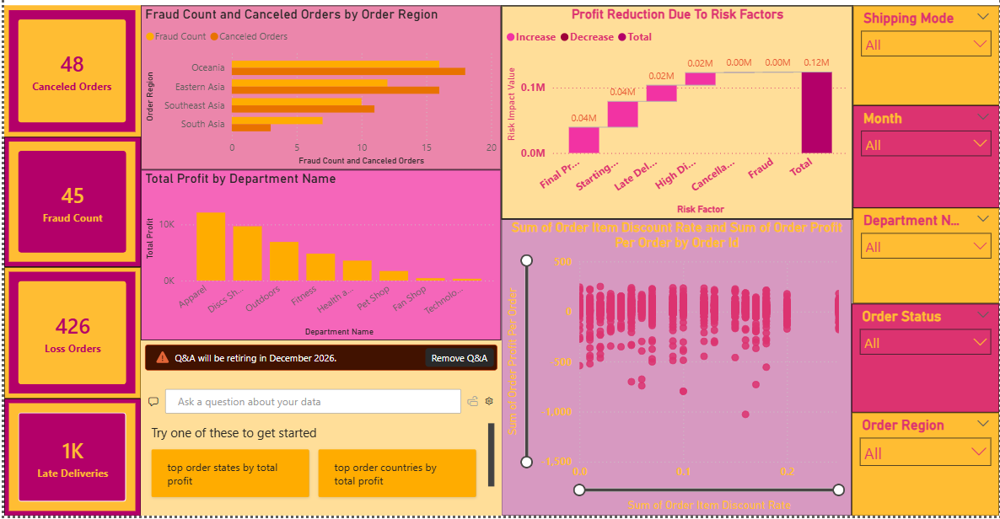 48
Canceled Orders
45
Fraud Count
426
Loss Orders
1K
Late Deliveries
Fraud Count and Canceled Orders by Order Region
Fraud Count Canceled Orders
Order Region
Oceania
Eastern Asia
Southeast Asia
South Asia
0 5 10 15 20
Fraud Count and Canceled Orders
Total Profit by Department Name
Total Profit
10K
0K
Apparel Discs Sh... Outdoors Fitness Health a... Pet Shop Fan Shop Technolo...
Department Name
Q&A will be retiring in December 2026. Remove Q&A
Ask a question about your data
Try one of these to get started
top order states by total
profit
top order countries by
total profit
Profit Reduction Due To Risk Factors
Increase Decrease Total
Risk Impact Value
0.1M
0.0M
0.04M 0.04M 0.02M 0.02M 0.00M 0.00M 0.12M
Final Pr... Starting... Late Del... High Di... Cancella... Fraud Total
Risk Factor
Sum of Order Item Discount Rate and Sum of Order Profit
Per Order by Order Id
Sum of Order Profit Per Order
500
0
-500
-1,000
-1,500
0.0 0.1 0.2
Sum of Order Item Discount Rate
Shipping Mode
All
Month
All
Department N...
All
Order Status
All
Order Region
All